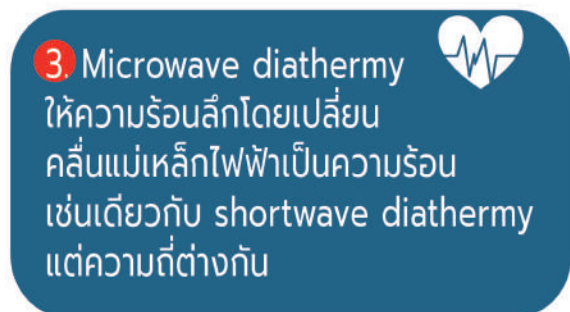 3. Microwave diathermy
ให้ความร้อนลึกโดยเปลี่ยน
คลื่นแม่เหล็กไฟฟ้าเป็นความร้อน
เช่นเดียวกับ shortwave diathermy
แต่ความถี่ต่างกัน